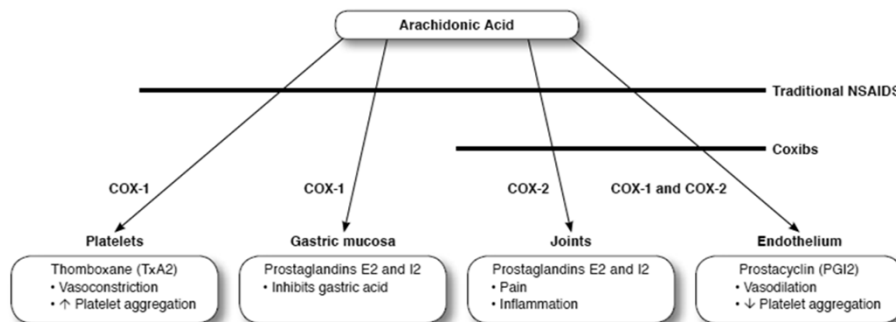 Arachidonic Acid
Traditional NSAIDS
Coxibs
COX-1
COX-1
COX-2
COX-1 and COX-2
Platelets
Gastric mucosa
Joints
Endothelium
Thomboxane (TxA2)
• Vasoconstriction
• ↑ Platelet aggregation
Prostaglandins E2 and I2
• Inhibits gastric acid
Prostaglandins E2 and I2
• Pain
• Inflammation
Prostacyclin (PGI2)
• Vasodilation
• ↓ Platelet aggregation